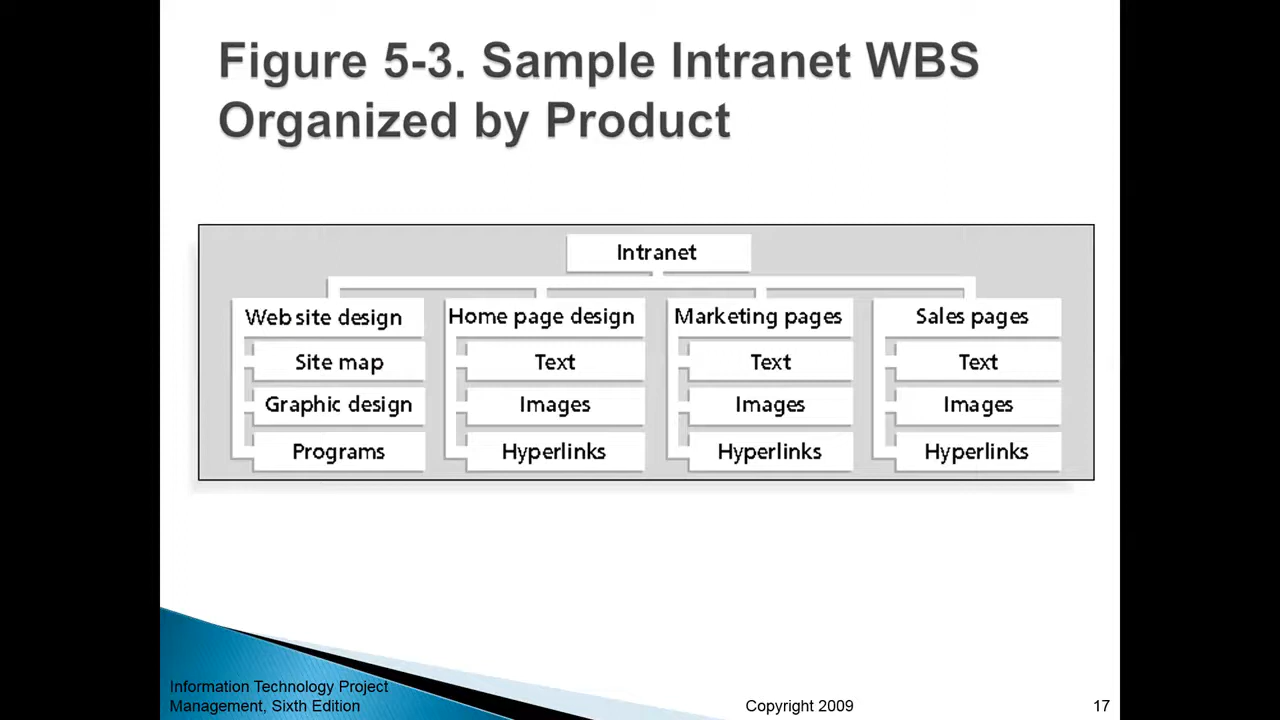 Figure 5-3. Sample Intranet WBS
Organized by Product
Intranet
Web site design
Site map
Graphic design
Programs
Home page design
Text
Images
Hyperlinks
Marketing pages
Text
Images
Hyperlinks
Sales pages
Text
Images
Hyperlinks
Information Technology Project
Management, Sixth Edition
Copyright 2009
17